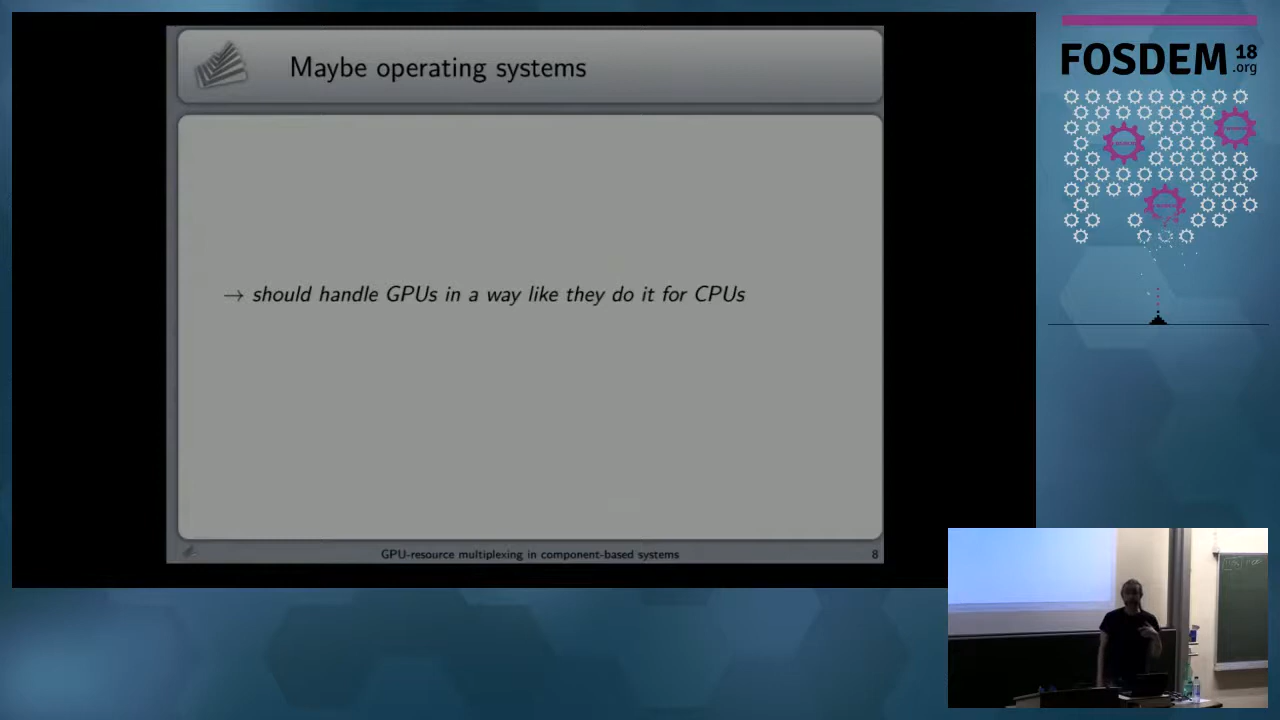 Maybe operating systems
→ should handle GPUs in a way like they do it for CPUs
GPU-resource multiplexing in component-based systems
8
FOSDEM 18
.org